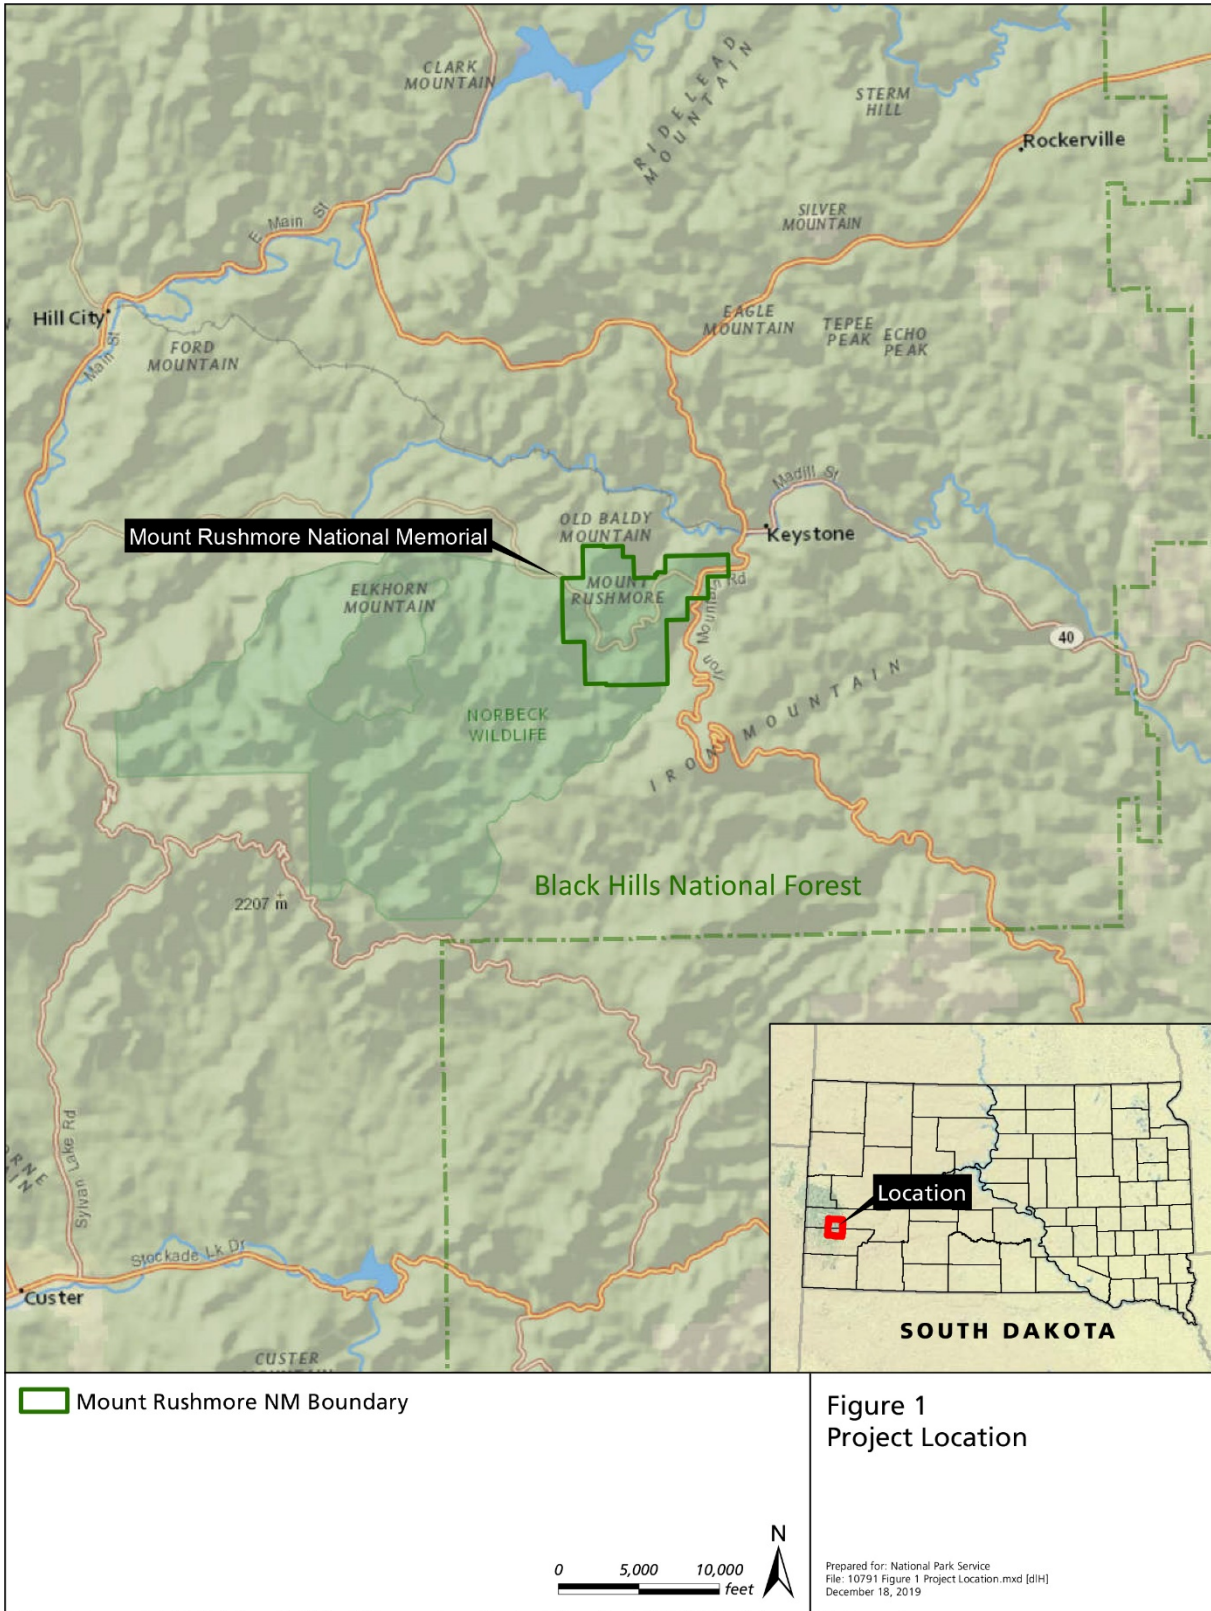 CLARK
MOUNTAIN
RIDELEAD
MOUNTAIN
STERM
HILL
Rockerville
E Main St
SILVER
MOUNTAIN
Hill City
Main St
FORD
MOUNTAIN
EAGLE
MOUNTAIN
TEPEE
PEAK
ECHO
PEAK
Madill St
OLD BALDY
MOUNTAIN
Keystone
Mount Rushmore National Memorial
ELKHORN
MOUNTAIN
MOUNT
RUSHMORE
Iron Mountain Rd
40
NORBECK
WILDLIFE
IRON MOUNTAIN
Black Hills National Forest
2207 m
Sylvan Lake Rd
Stockade Lk Dr
Custer
CUSTER
Location
SOUTH DAKOTA
Mount Rushmore NM Boundary
Figure 1
Project Location
N
0 5,000 10,000
feet
Prepared for: National Park Service
File: 10791 Figure 1 Project Location.mxd [dlH]
December 18, 2019